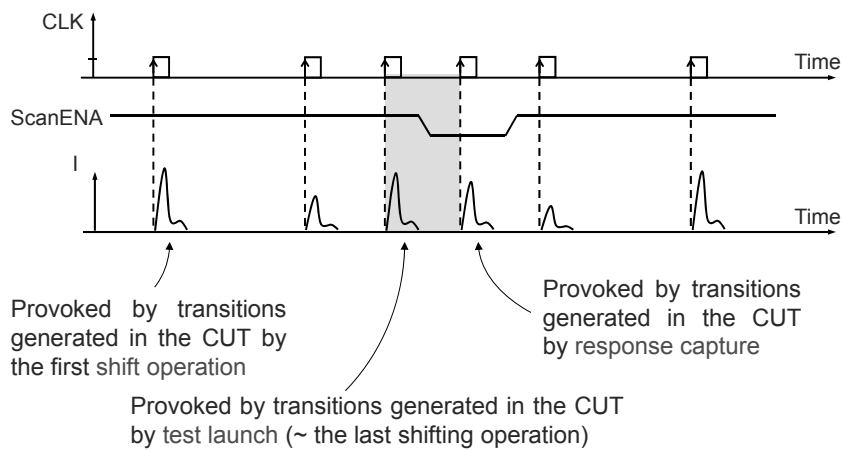 CLK
Time
ScanENA
I
Time
Provoked by transitions
generated in the CUT by
the first shift operation
Provoked by transitions
generated in the CUT
by response capture
Provoked by transitions generated in the CUT
by test launch (~ the last shifting operation)